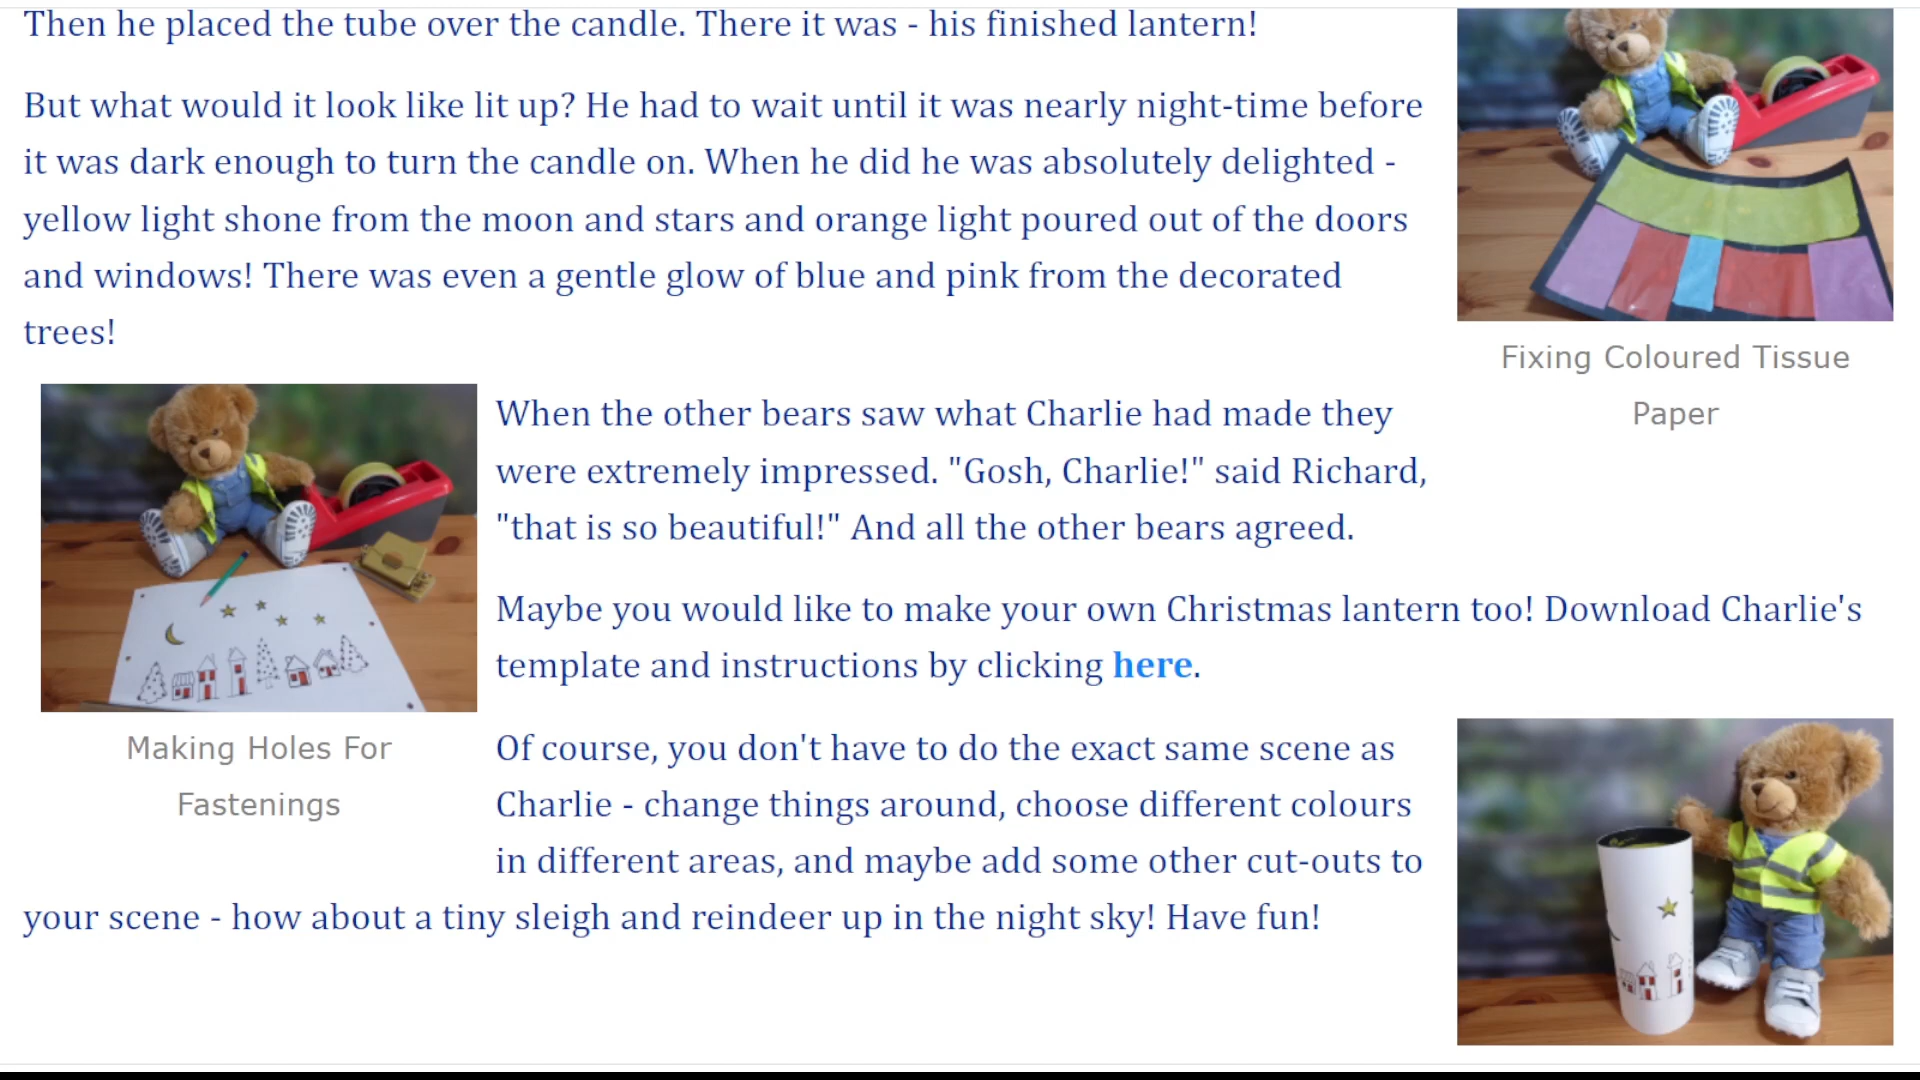 Then he placed the tube over the candle. There it was - his finished lantern!
But what would it look like lit up? He had to wait until it was nearly night-time before
it was dark enough to turn the candle on. When he did he was absolutely delighted -
yellow light shone from the moon and stars and orange light poured out of the doors
and windows! There was even a gentle glow of blue and pink from the decorated
trees!
Fixing Coloured Tissue
Paper
When the other bears saw what Charlie had made they
were extremely impressed. "Gosh, Charlie!" said Richard,
"that is so beautiful!" And all the other bears agreed.
Maybe you would like to make your own Christmas lantern too! Download Charlie's
template and instructions by clicking here.
Making Holes For
Fastenings
Of course, you don't have to do the exact same scene as
Charlie - change things around, choose different colours
in different areas, and maybe add some other cut-outs to
your scene - how about a tiny sleigh and reindeer up in the night sky! Have fun!